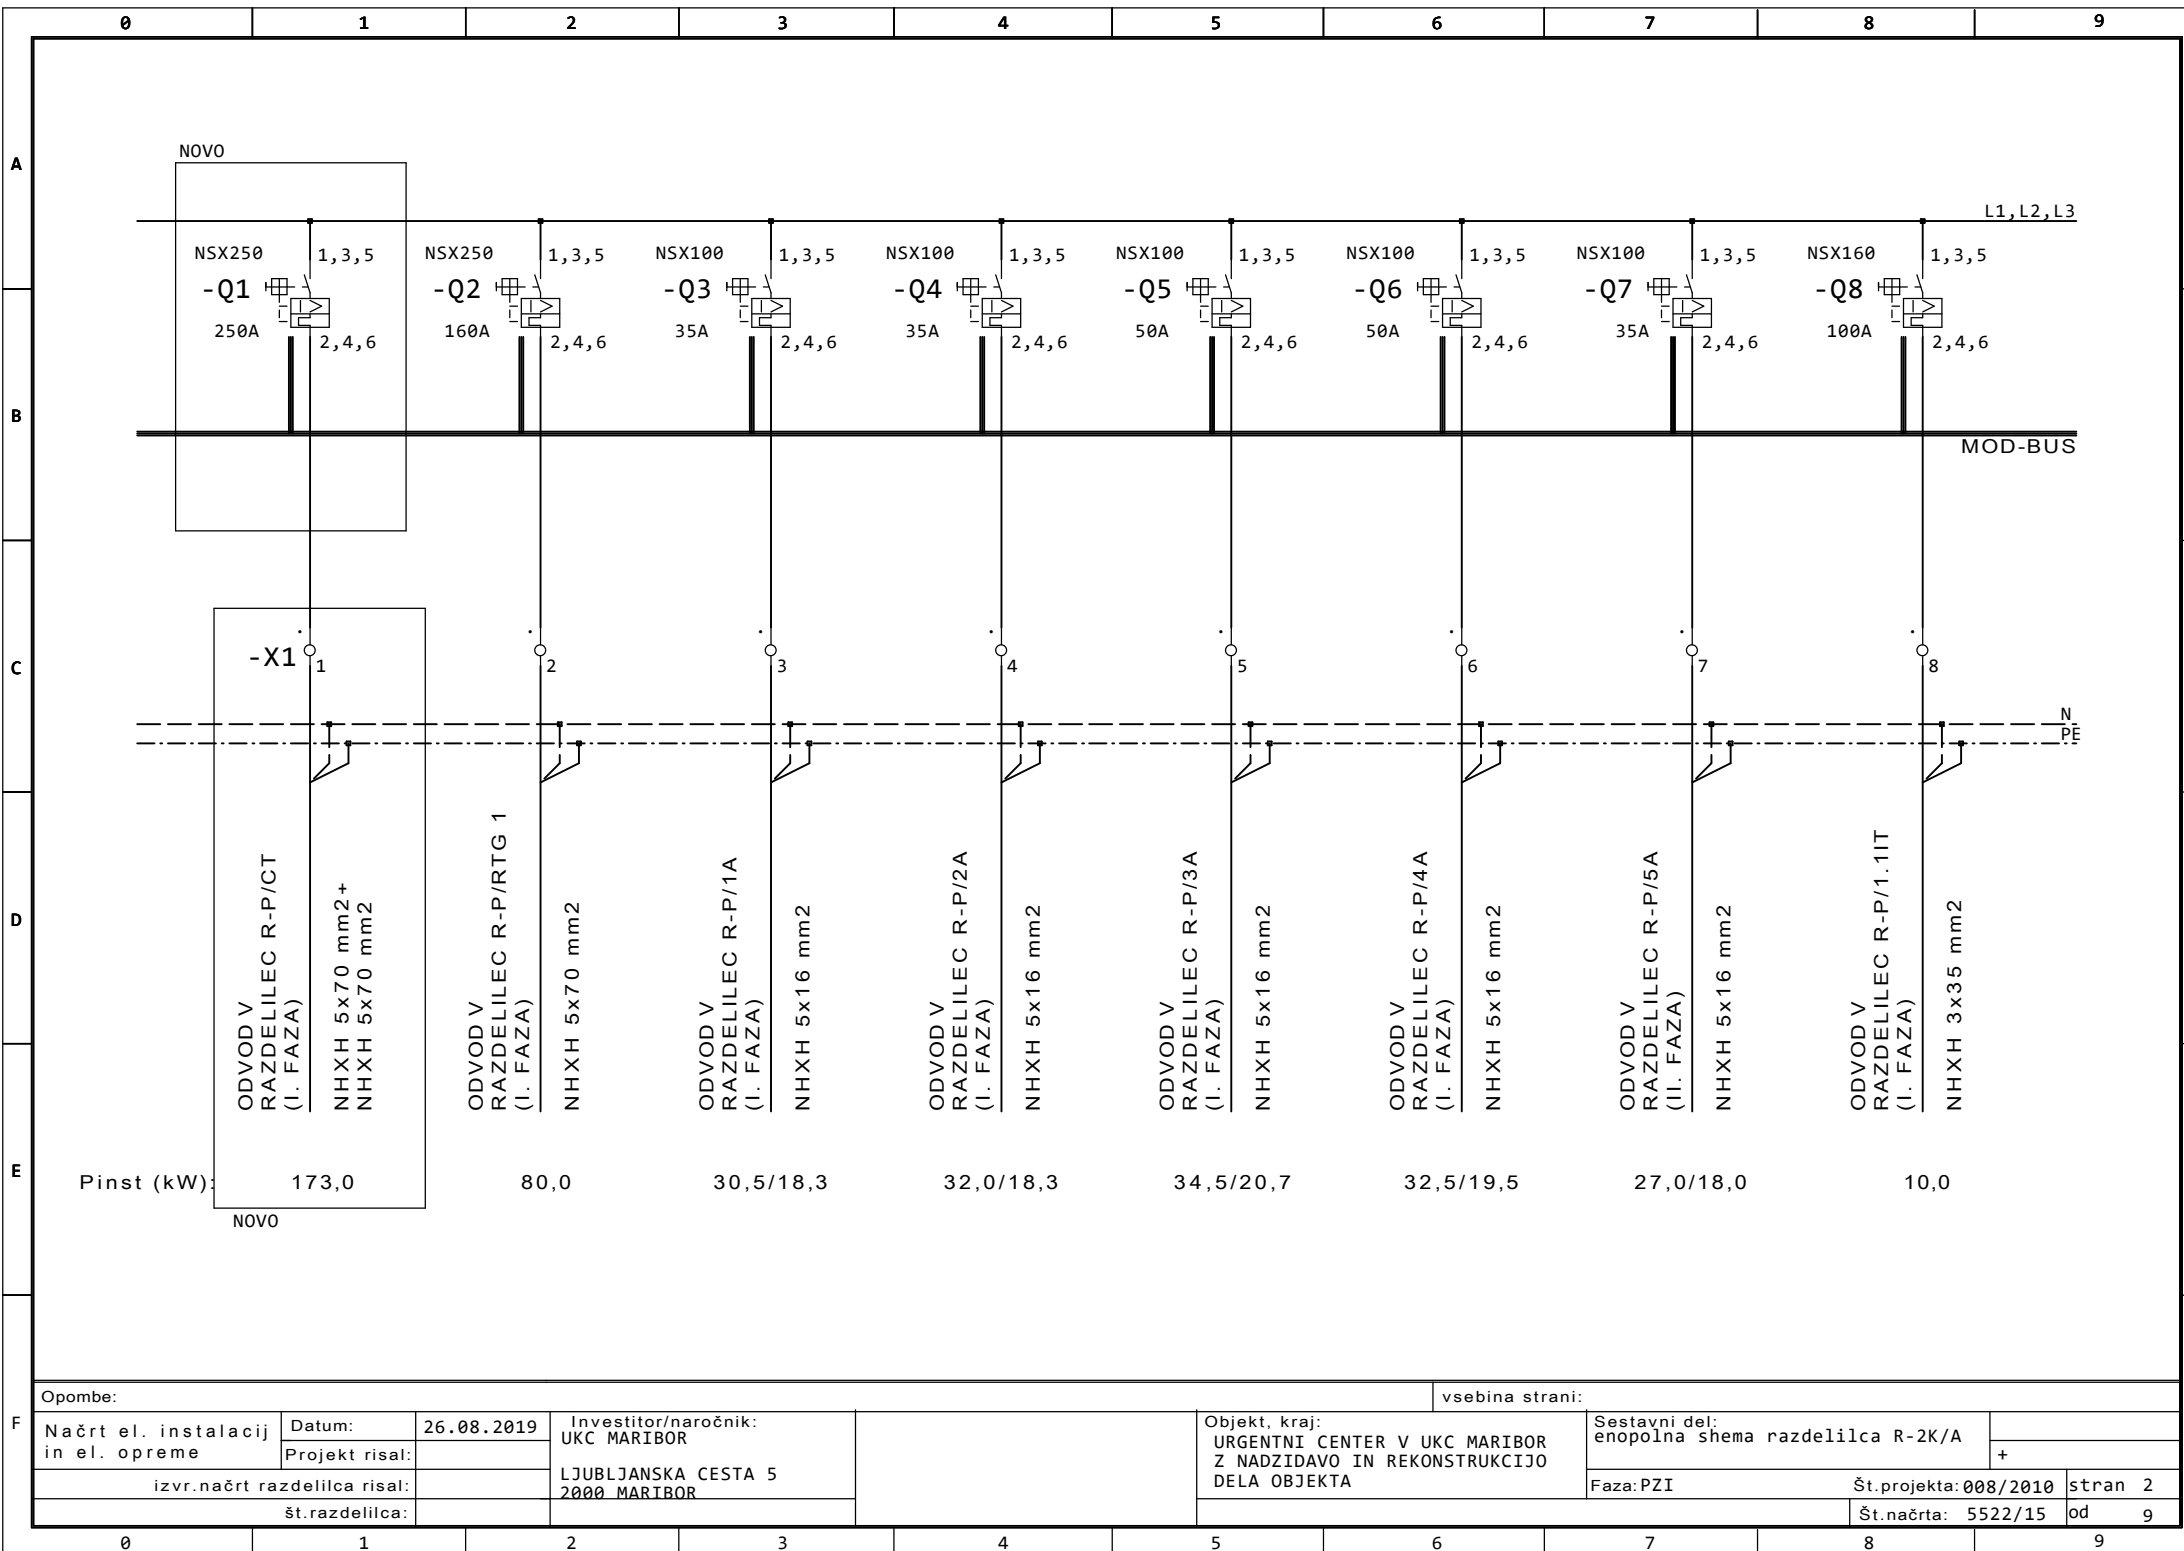 0 1 2 3 4 5 6 7 8 9
A
B
C
D
E
F
NOVO
L1,L2,L3
NSX250 1,3,5 NSX250 1,3,5 NSX100 1,3,5 NSX100 1,3,5 NSX100 1,3,5 NSX100 1,3,5 NSX100 1,3,5 NSX160 1,3,5
-Q1 -Q2 -Q3 -Q4 -Q5 -Q6 -Q7 -Q8
250A 160A 35A 35A 50A 50A 35A 100A
2,4,6 2,4,6 2,4,6 2,4,6 2,4,6 2,4,6 2,4,6 2,4,6
MOD-BUS
-X1 1 2 3 4 5 6 7 8
N
PE
ODVOD V
RAZDELILEC R-P/CT
(I. FAZA)
NHXH 5x70 mm2+
NHXH 5x70 mm2
ODVOD V
RAZDELILEC R-P/RTG 1
(I. FAZA)
NHXH 5x70 mm2
ODVOD V
RAZDELILEC R-P/1A
(I. FAZA)
NHXH 5x16 mm2
ODVOD V
RAZDELILEC R-P/2A
(I. FAZA)
NHXH 5x16 mm2
ODVOD V
RAZDELILEC R-P/3A
(I. FAZA)
NHXH 5x16 mm2
ODVOD V
RAZDELILEC R-P/4A
(I. FAZA)
NHXH 5x16 mm2
ODVOD V
RAZDELILEC R-P/5A
(II. FAZA)
NHXH 5x16 mm2
ODVOD V
RAZDELILEC R-P/1.1IT
(I. FAZA)
NHXH 3x35 mm2
Pinst (kW): 173,0 80,0 30,5/18,3 32,0/18,3 34,5/20,7 32,5/19,5 27,0/18,0 10,0
NOVO
Opombe:
vsebina strani:
Načrt el. instalacij
in el. opreme
Datum: 26.08.2019
Projekt risal:
izvr.načrt razdelilca risal:
št.razdelilca:
Investitor/naročnik:
UKC MARIBOR
LJUBLJANSKA CESTA 5
2000 MARIBOR
Objekt, kraj:
URGENTNI CENTER V UKC MARIBOR
Z NADZIDAVO IN REKONSTRUKCIJO
DELA OBJEKTA
Sestavni del:
enopolna shema razdelilca R-2K/A
+
Faza: PZI
Št.projekta: 008/2010
stran 2
Št.načrta: 5522/15
od 9
0 1 2 3 4 5 6 7 8 9